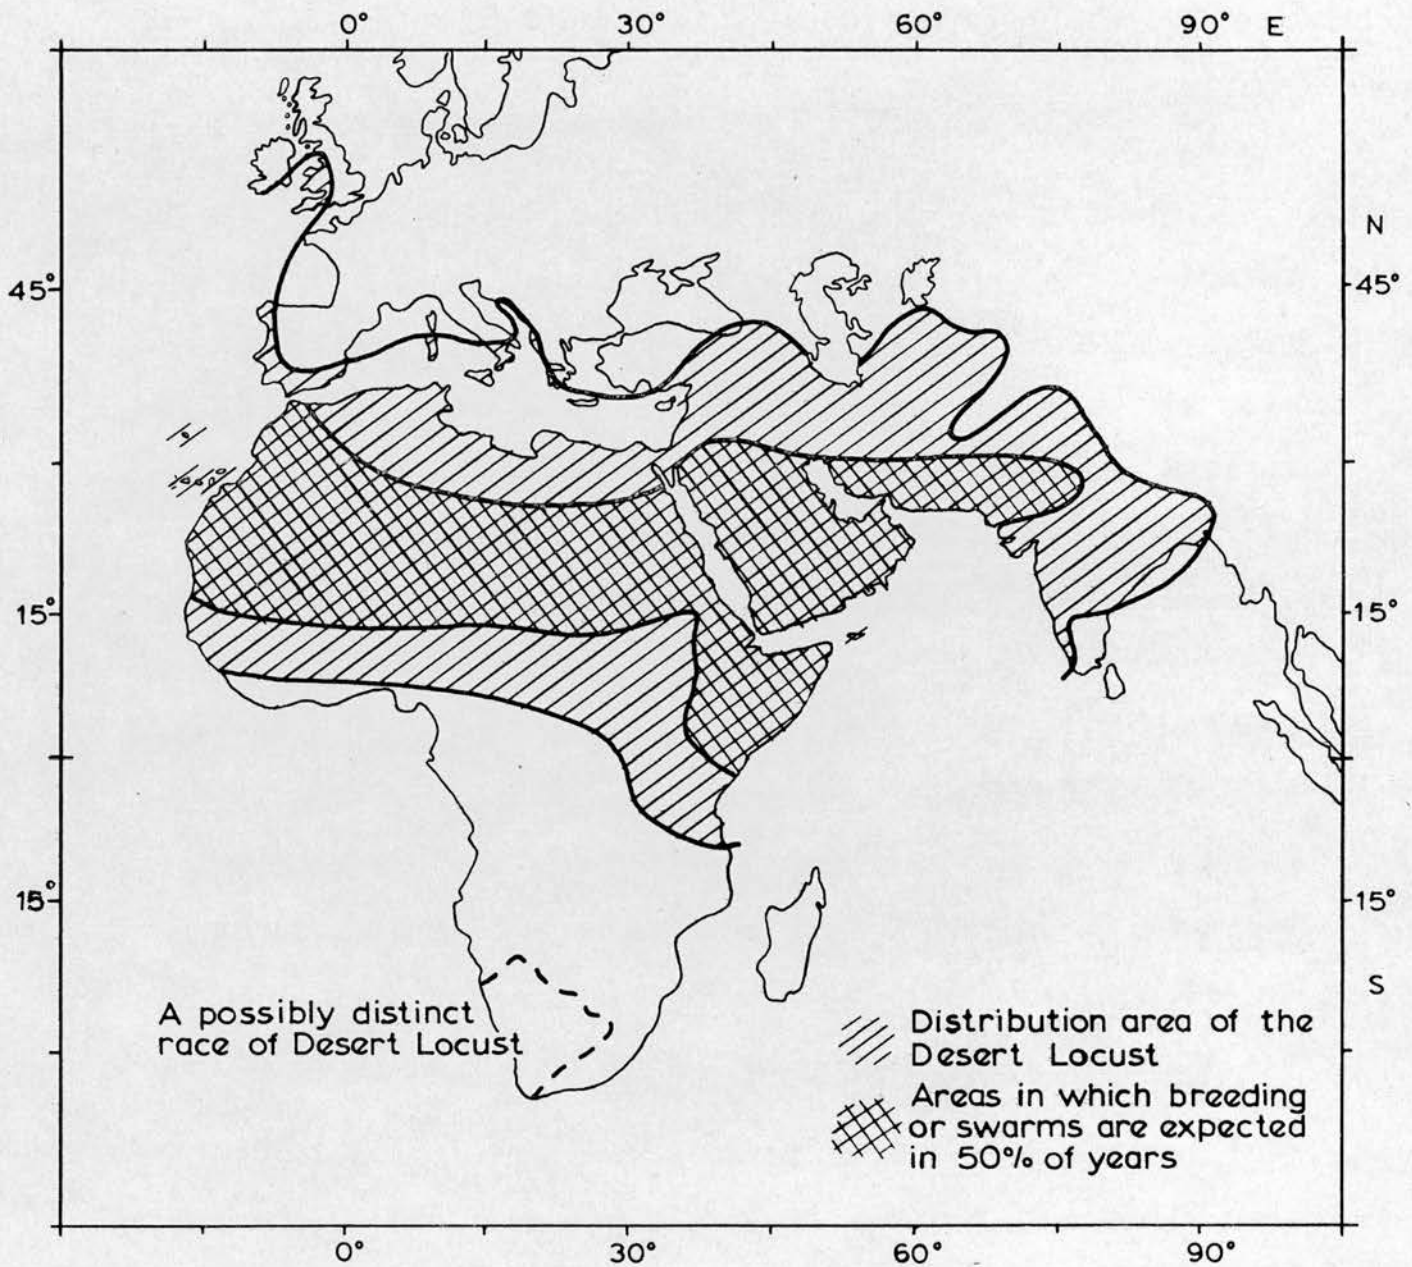 0° 30° 60° 90° E
N
45° 45°
15° 15°
15° 15°
S
A possibly distinct
race of Desert Locust
Distribution area of the
Desert Locust
Areas in which breeding
or swarms are expected
in 50% of years
0° 30° 60° 90°